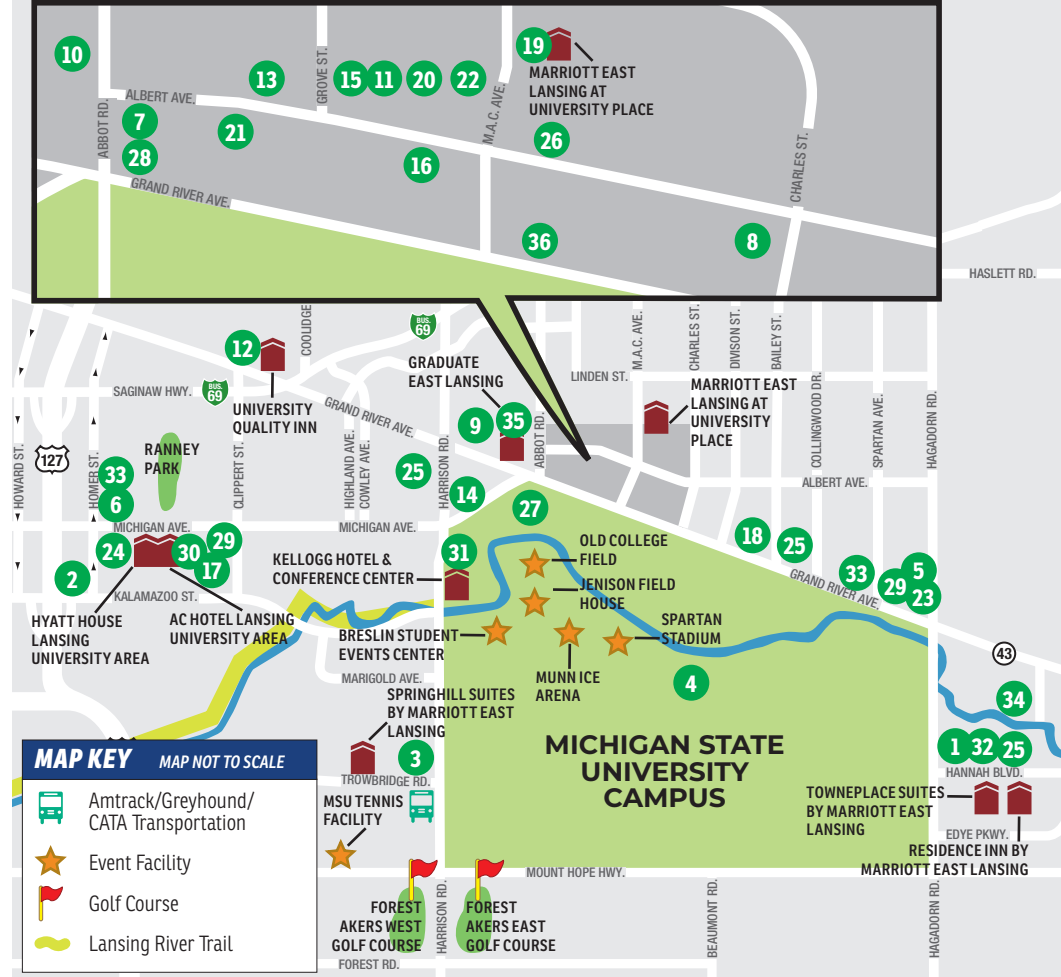 10
13
GROVE ST.
15
11
20
22
19
MARRIOTT EAST
LANSING AT
UNIVERSITY PLACE
ALBERT AVE.
ABBOT RD.
7
28
21
M.A.C. AVE.
16
26
CHARLES ST.
GRAND RIVER AVE.
36
8
HASLETT RD.
12
COOLIDGE
BUS.
69
GRADUATE
EAST LANSING
LINDEN ST.
M.A.C. AVE.
CHARLES ST.
DIVISON ST.
BAILEY ST.
COLLINGWOOD DR.
SPARTAN AVE.
HAGADORN RD.
SAGINAW HWY.
BUS.
69
UNIVERSITY
QUALITY INN
GRAND RIVER AVE.
9
35
ABBOT RD.
MARRIOTT EAST
LANSING AT
UNIVERSITY
PLACE
HOWARD ST.
127
HOMER ST.
RANNEY
PARK
CLIPPERT ST.
HIGHLAND AVE.
COWLEY AVE.
HARRISON RD.
33
6
25
14
ALBERT AVE.
27
MICHIGAN AVE.
MICHIGAN AVE.
24
30
29
17
2
KALAMAZOO ST.
31
KELLOGG HOTEL &
CONFERENCE CENTER
OLD COLLEGE
FIELD
18
25
33
29
5
23
GRAND RIVER AVE.
JENISON FIELD
HOUSE
HYATT HOUSE
LANSING
UNIVERSITY AREA
AC HOTEL LANSING
UNIVERSITY AREA
BRESLIN STUDENT
EVENTS CENTER
SPARTAN
STADIUM
MUNN ICE
ARENA
4
43
34
MARIGOLD AVE.
SPRINGHILL SUITES
BY MARRIOTT EAST
LANSING
3
TROWBRIDGE RD.
MICHIGAN STATE
UNIVERSITY
CAMPUS
1
32
25
HANNAH BLVD.
TOWNEPLACE SUITES
BY MARRIOTT EAST
LANSING
EDYE PKWY.
RESIDENCE INN BY
MARRIOTT EAST LANSING
MSU TENNIS
FACILITY
MOUNT HOPE HWY.
FOREST
AKERS WEST
GOLF COURSE
HARRISON RD.
FOREST
AKERS EAST
GOLF COURSE
BEAUMONT RD.
HAGADORN RD.
FOREST RD.
MAP KEY MAP NOT TO SCALE
Amtrack/Greyhound/
CATA Transportation
Event Facility
Golf Course
Lansing River Trail